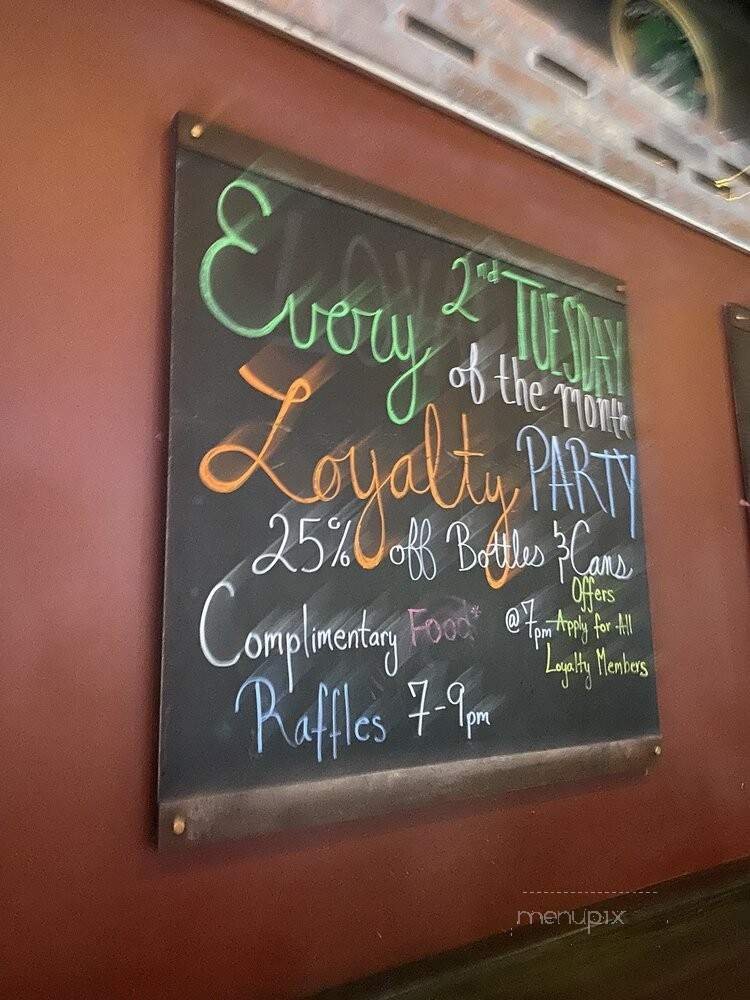 Every 2nd TUESDAY
of the month
Loyalty PARTY
25% off Bottles & Cans
Complimentary Food* @7pm
Offers
Apply for All
Loyalty Members
Raffles 7-9pm
menupix